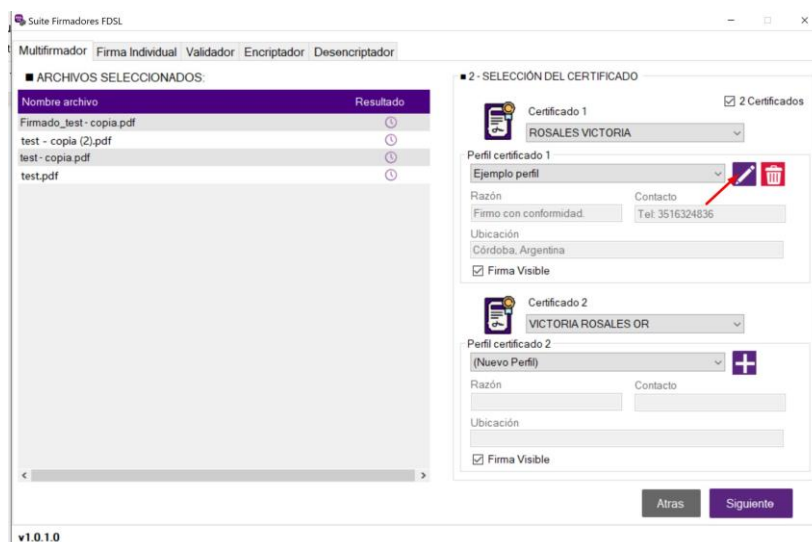 Suite Firmadores FDSL
Multifirmador Firma Individual Validador Encriptador Desencriptador
ARCHIVOS SELECCIONADOS:
Nombre archivo Resultado
Firmado_test - copia.pdf
test - copia (2).pdf
test - copia.pdf
test.pdf
2 - SELECCIÓN DEL CERTIFICADO
2 Certificados
Certificado 1
ROSALES VICTORIA
Perfil certificado 1
Ejemplo perfil
Razón Contacto
Firmo con conformidad. Tel: 3516324836
Ubicación
Córdoba, Argentina
Firma Visible
Certificado 2
VICTORIA ROSALES OR
Perfil certificado 2
(Nuevo Perfil)
Razón Contacto
Ubicación
Firma Visible
Atras Siguiente
v1.0.1.0